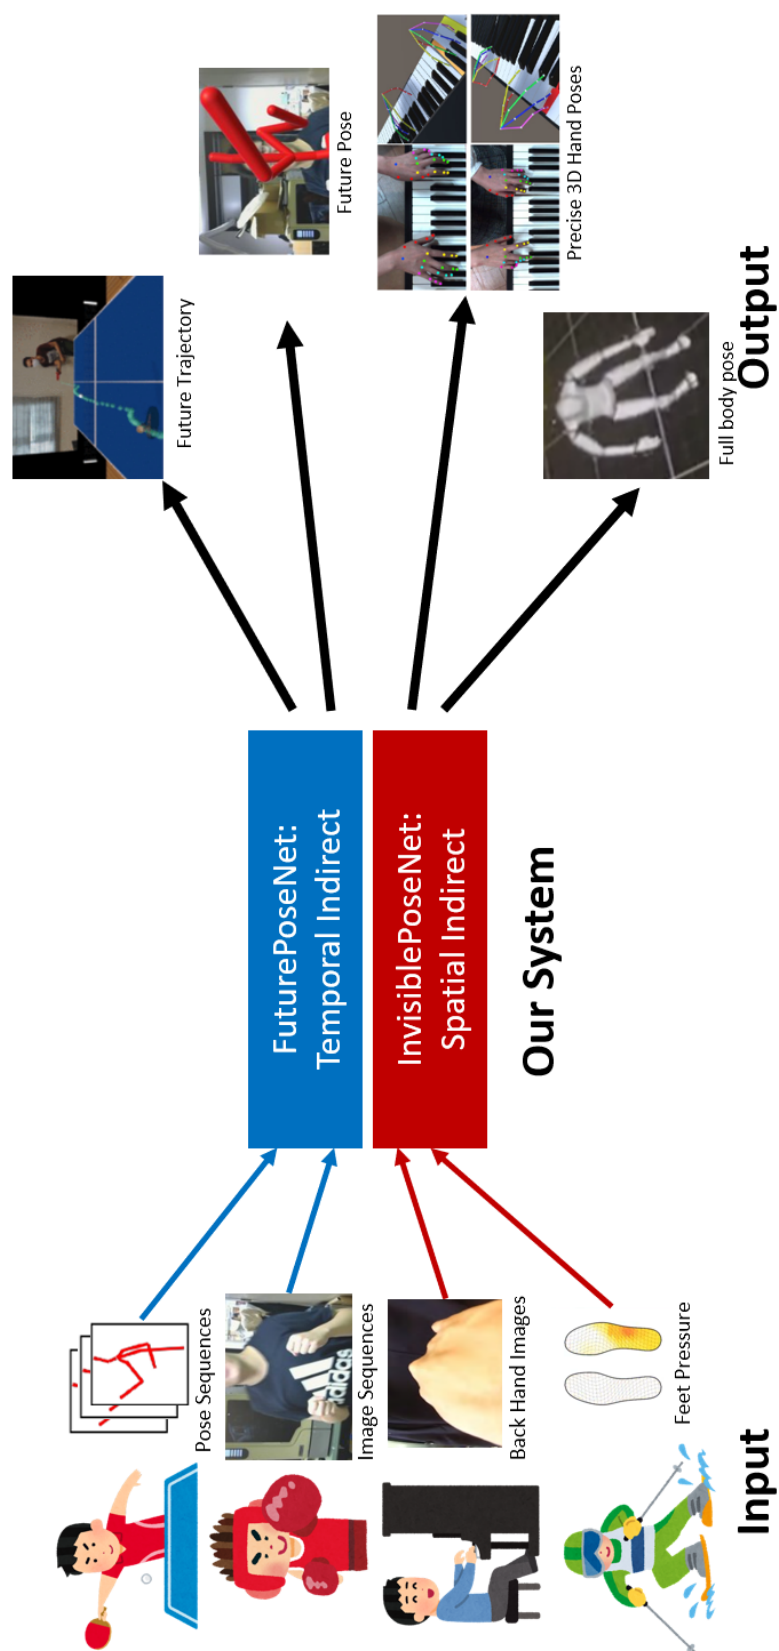 Pose Sequences
Image Sequences
adidas
Back Hand Images
Feet Pressure
Input
FuturePoseNet:
Temporal Indirect
InvisiblePoseNet:
Spatial Indirect
Our System
Future Trajectory
Future Pose
Precise 3D Hand Poses
Full body pose
Output